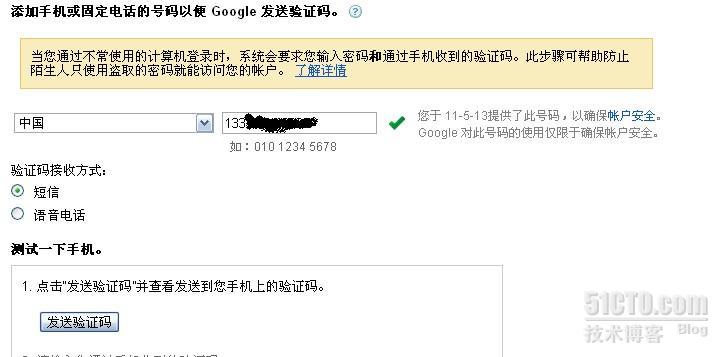 添加手机或固定电话的号码以便 Google 发送验证码。
当您通过不常使用的计算机登录时，系统会要求您输入密码和通过手机收到的验证码。此步骤可帮助防止
陌生人只使用盗取的密码就能访问您的帐户。 了解详情
中国
133
您于 11-5-13提供了此号码，以确保帐户安全。
Google 对此号码的使用仅限于确保帐户安全。
如：010 1234 5678
验证码接收方式：
短信
语音电话
测试一下手机。
1. 点击"发送验证码"并查看发送到您手机上的验证码。
发送验证码
51CTO.com
技术博客 Blog